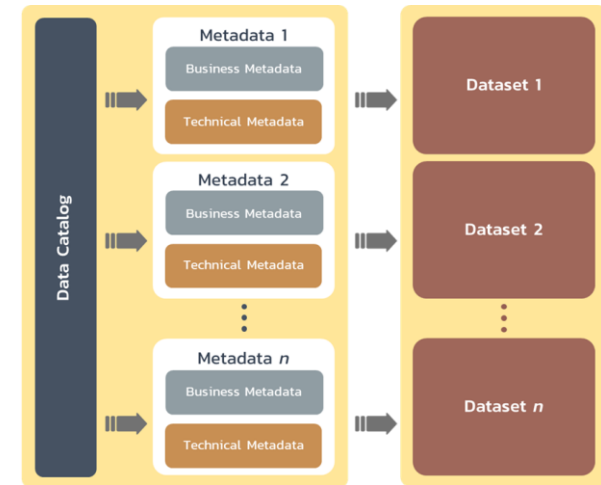 Data Catalog
Metadata 1
Business Metadata
Technical Metadata
Dataset 1
Metadata 2
Business Metadata
Technical Metadata
Dataset 2
Metadata n
Business Metadata
Technical Metadata
Dataset n